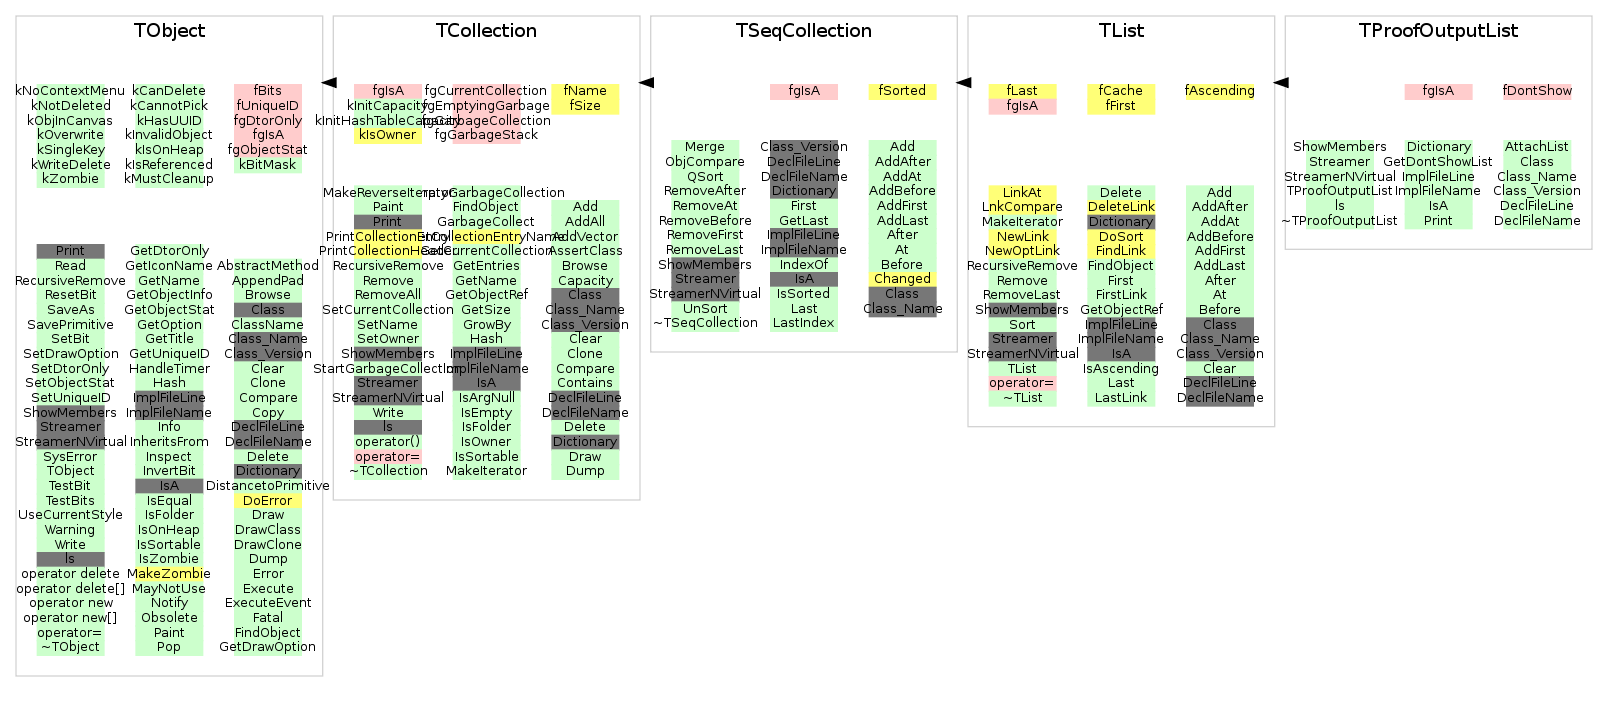 TObject
kNoContextMenu
kNotDeleted
kObjInCanvas
kOverwrite
kSingleKey
kWriteDelete
kZombie
kCanDelete
kCannotPick
kHasUUID
kInvalidObject
kIsOnHeap
kIsReferenced
kMustCleanup
fBits
fUniqueID
fgDtorOnly
fgIsA
fgObjectStat
kBitMask
Print
Read
RecursiveRemove
ResetBit
SaveAs
SavePrimitive
SetBit
SetDrawOption
SetDtorOnly
SetObjectStat
SetUniqueID
ShowMembers
Streamer
StreamerNVirtual
SysError
TObject
TestBit
TestBits
UseCurrentStyle
Warning
Write
ls
operator delete
operator delete[]
operator new
operator new[]
operator=
~TObject
GetDtorOnly
GetIconName
GetName
GetObjectInfo
GetObjectStat
GetOption
GetTitle
GetUniqueID
HandleTimer
Hash
ImplFileLine
ImplFileName
Info
InheritsFrom
Inspect
InvertBit
IsA
IsEqual
IsFolder
IsOnHeap
IsSortable
IsZombie
MakeZombie
MayNotUse
Notify
Obsolete
Paint
Pop
AbstractMethod
AppendPad
Browse
Class
ClassName
Class_Name
Class_Version
Clear
Clone
Compare
Copy
DeclFileLine
DeclFileName
Delete
Dictionary
DistancetoPrimitive
DoError
Draw
DrawClass
DrawClone
Dump
Error
Execute
ExecuteEvent
Fatal
FindObject
GetDrawOption
TCollection
fgIsA
kInitCapacity
kInitHashTableCapacity
kIsOwner
fgCurrentCollection
fgEmptyingGarbage
fgGarbageCollection
fgGarbageStack
fName
fSize
MakeReverseIterator
Paint
Print
PrintCollectionEntry
PrintCollectionHeader
RecursiveRemove
Remove
RemoveAll
SetCurrentCollection
SetName
SetOwner
ShowMembers
StartGarbageCollection
Streamer
StreamerNVirtual
Write
ls
operator()
operator=
~TCollection
EmptyGarbageCollection
FindObject
GarbageCollect
GetCollectionEntryName
GetCurrentCollection
GetEntries
GetName
GetObjectRef
GetSize
GrowBy
Hash
ImplFileLine
ImplFileName
IsA
IsArgNull
IsEmpty
IsFolder
IsOwner
IsSortable
MakeIterator
Add
AddAll
AddVector
AssertClass
Browse
Capacity
Class
Class_Name
Class_Version
Clear
Clone
Compare
Contains
DeclFileLine
DeclFileName
Delete
Dictionary
Draw
Dump
TSeqCollection
fgIsA
fSorted
Merge
ObjCompare
QSort
RemoveAfter
RemoveAt
RemoveBefore
RemoveFirst
RemoveLast
ShowMembers
Streamer
StreamerNVirtual
UnSort
~TSeqCollection
Class_Version
DeclFileLine
DeclFileName
Dictionary
First
GetLast
ImplFileLine
ImplFileName
IndexOf
IsA
IsSorted
Last
LastIndex
Add
AddAfter
AddAt
AddBefore
AddFirst
AddLast
After
At
Before
Changed
Class
Class_Name
TList
fLast
fgIsA
fCache
fFirst
fAscending
LinkAt
LnkCompare
MakeIterator
NewLink
NewOptLink
RecursiveRemove
Remove
RemoveLast
ShowMembers
Sort
Streamer
StreamerNVirtual
TList
operator=
~TList
Delete
DeleteLink
Dictionary
DoSort
FindLink
FindObject
First
FirstLink
GetObjectRef
ImplFileLine
ImplFileName
IsA
IsAscending
Last
LastLink
Add
AddAfter
AddAt
AddBefore
AddFirst
AddLast
After
At
Before
Class
Class_Name
Class_Version
Clear
DeclFileLine
DeclFileName
TProofOutputList
fgIsA
fDontShow
ShowMembers
Streamer
StreamerNVirtual
TProofOutputList
ls
~TProofOutputList
Dictionary
GetDontShowList
ImplFileLine
ImplFileName
IsA
Print
AttachList
Class
Class_Name
Class_Version
DeclFileLine
DeclFileName